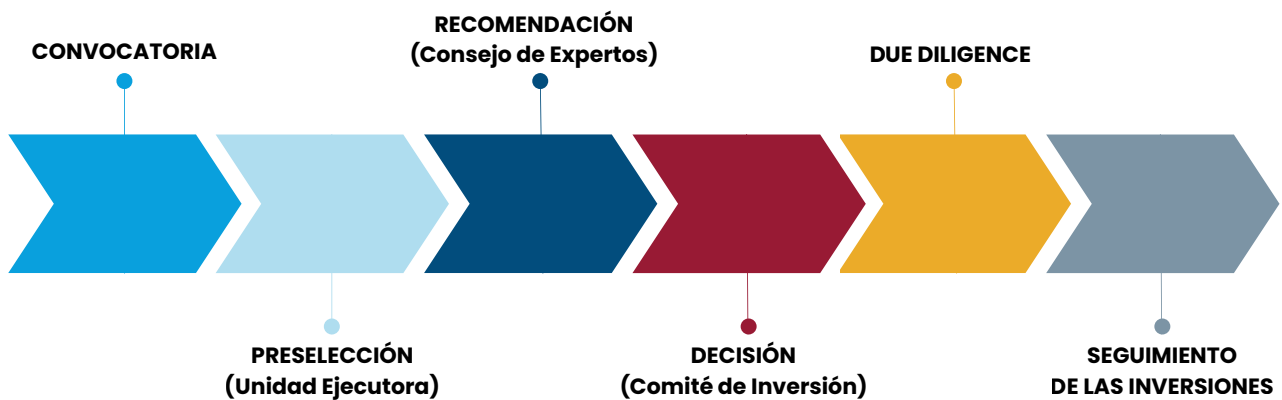 CONVOCATORIA
RECOMENDACIÓN
(Consejo de Expertos)
DUE DILIGENCE
PRESELECCIÓN
(Unidad Ejecutora)
DECISIÓN
(Comité de Inversión)
SEGUIMIENTO
DE LAS INVERSIONES